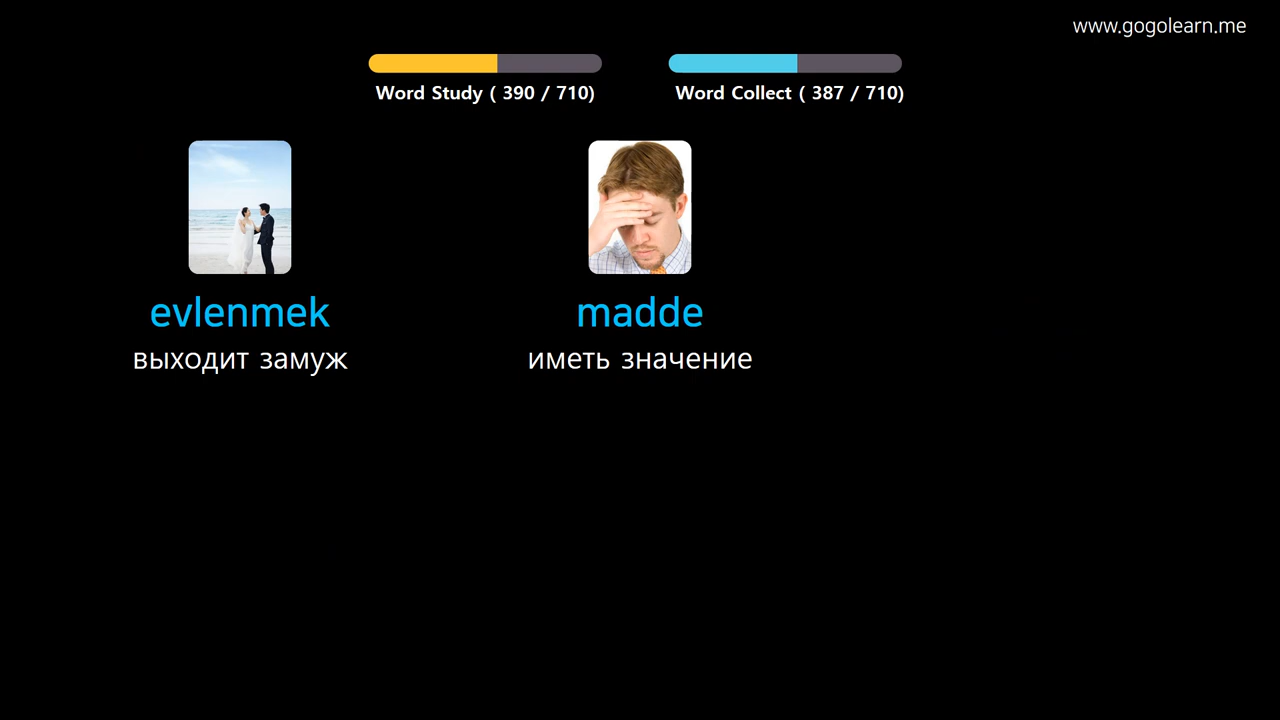 www.gogolearn.me
Word Study ( 390 / 710)
Word Collect ( 387 / 710)
evlenmek
madde
выходит замуж
иметь значение